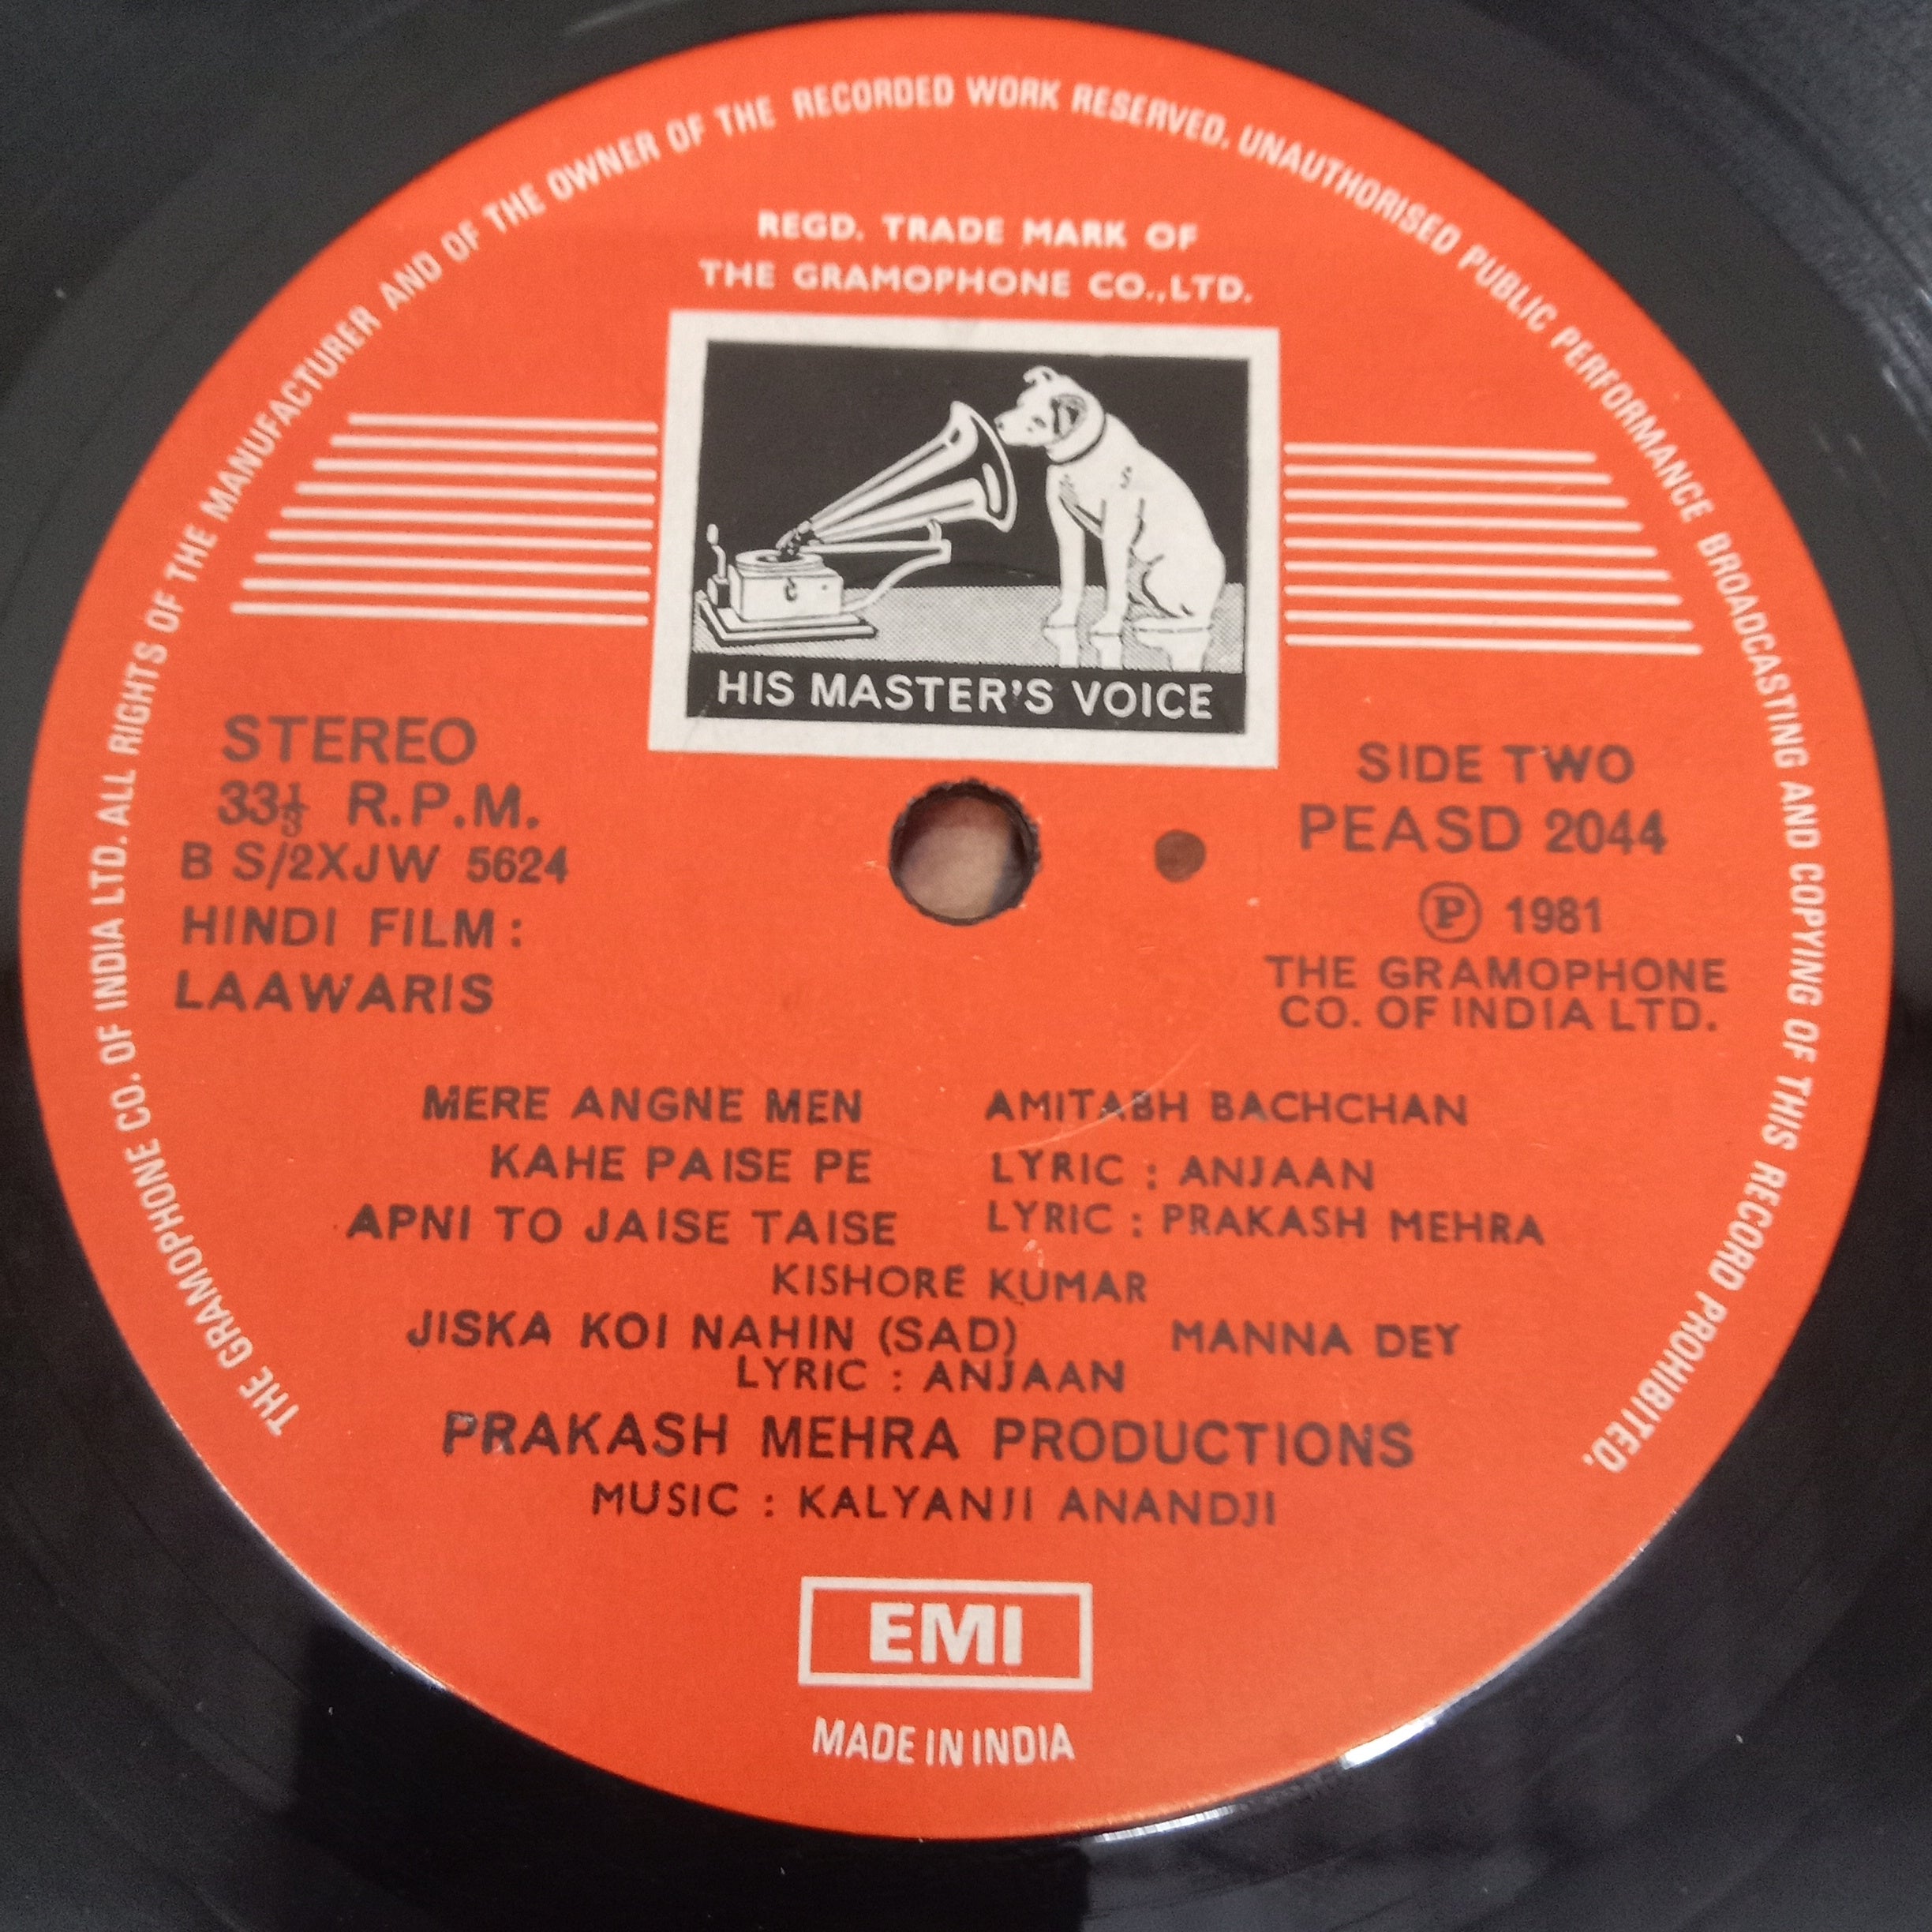 THE GRAMOPHONE CO. OF INDIA LTD. ALL RIGHTS OF THE MANUFACTURER AND OF THE OWNER OF THE RECORDED WORK RESERVED. UNAUTHORISED PUBLIC PERFORMANCE BROADCASTING AND COPYING OF THIS RECORD PROHIBITED.
REGD. TRADE MARK OF
THE GRAMOPHONE CO.,LTD.
HIS MASTER'S VOICE
STEREO
33⅓ R.P.M.
B S/2XJW 5624
HINDI FILM :
LAAWARIS
SIDE TWO
PEASD 2044
Ⓟ 1981
THE GRAMOPHONE
CO. OF INDIA LTD.
MERE ANGNE MEN AMITABH BACHCHAN
KAHE PAISE PE LYRIC : ANJAAN
APNI TO JAISE TAISE LYRIC : PRAKASH MEHRA
KISHORE KUMAR
JISKA KOI NAHIN (SAD) MANNA DEY
LYRIC : ANJAAN
PRAKASH MEHRA PRODUCTIONS
MUSIC : KALYANJI ANANDJI
EMI
MADE IN INDIA